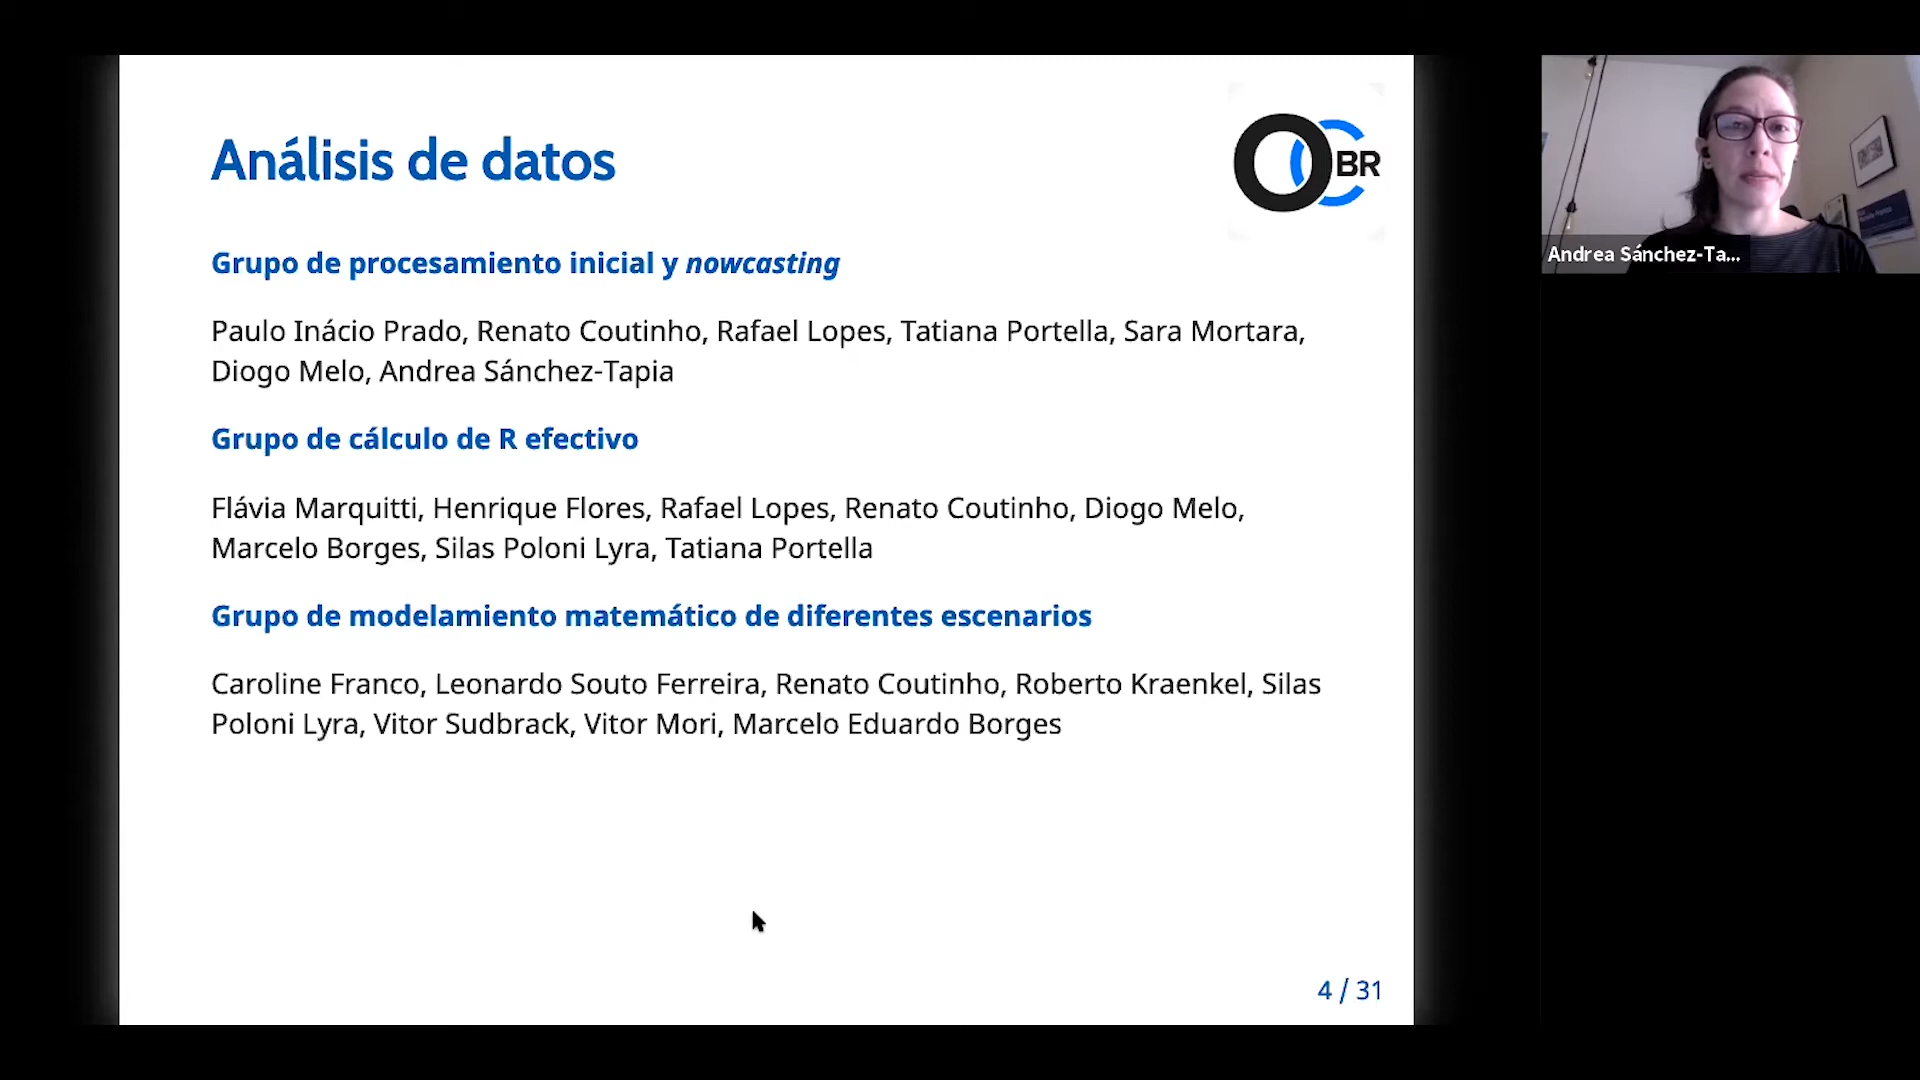 Análisis de datos
OCBR
Grupo de procesamiento inicial y nowcasting
Paulo Inácio Prado, Renato Coutinho, Rafael Lopes, Tatiana Portella, Sara Mortara,
Diogo Melo, Andrea Sánchez-Tapia
Grupo de cálculo de R efectivo
Flávia Marquitti, Henrique Flores, Rafael Lopes, Renato Coutinho, Diogo Melo,
Marcelo Borges, Silas Poloni Lyra, Tatiana Portella
Grupo de modelamiento matemático de diferentes escenarios
Caroline Franco, Leonardo Souto Ferreira, Renato Coutinho, Roberto Kraenkel, Silas
Poloni Lyra, Vitor Sudbrack, Vitor Mori, Marcelo Eduardo Borges
4 / 31
Andrea Sánchez-Ta...